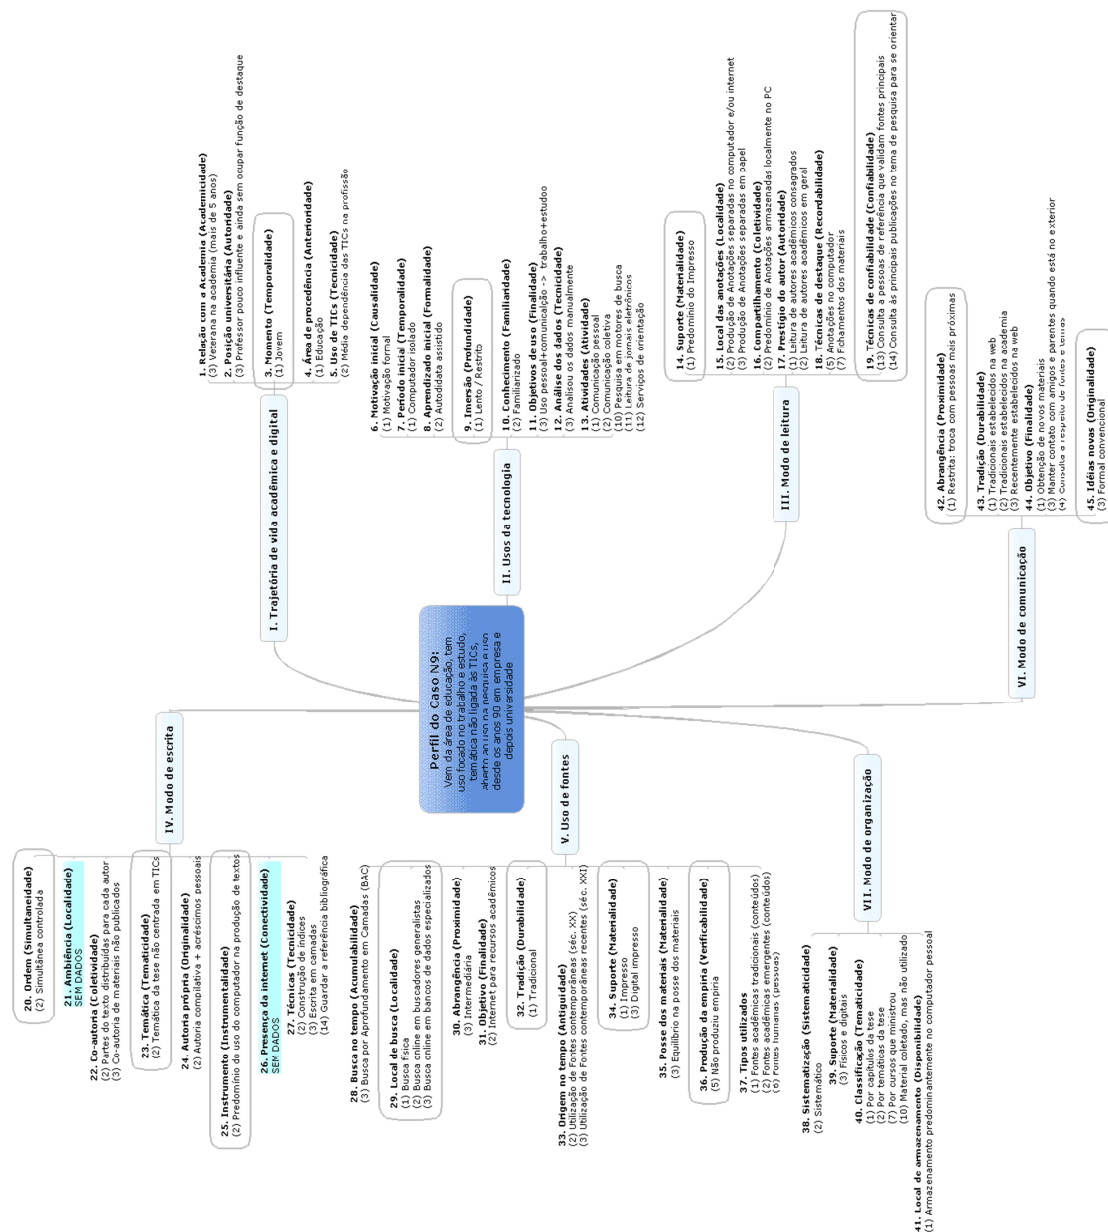 Perfil do Caso N9:
Vem da área de educação, tem
uso focado no trabalho e estudo,
temática não ligada às TICs,
aberto ao uso na pesquisa e uso
desde os anos 90 em empresa e
depois universidade
I. Trajetória de vida acadêmica e digital
1. Relação com a Academia (Academicidade)
(3) Veterana na academia (mais de 5 anos)
2. Posição universitária (Autoridade)
(3) Professor pouco influente e ainda sem ocupar função de destaque
3. Momento (Temporalidade)
(1) Jovem
4. Área de procedência (Anterioridade)
(1) Educação
5. Uso de TICs (Tecnicidade)
(2) Média dependência das TICs na profissão
II. Usos da tecnologia
6. Motivação inicial (Causalidade)
(1) Motivação formal
7. Período inicial (Temporalidade)
(1) Computador isolado
8. Aprendizado inicial (Formalidade)
(2) Autodidata assistido
9. Imersão (Profundidade)
(1) Lento / Restrito
10. Conhecimento (Familiaridade)
(2) Familiarizado
11. Objetivos de uso (Finalidade)
(3) Uso pessoal+comunicação -> trabalho+estudoo
12. Análise dos dados (Tecnicidade)
(3) Analisou os dados manualmente
13. Atividades (Atividade)
(1) Comunicação pessoal
(2) Comunicação coletiva
(10) Pesquisa em motores de busca
(11) Leitura de jornais eletrônicos
(12) Serviços de orientação
III. Modo de leitura
14. Suporte (Materialidade)
(1) Predomínio do Impresso
15. Local das anotações (Localidade)
(2) Produção de Anotações separadas no computador e/ou internet
(3) Produção de Anotações separadas em papel
16. Compartilhamento (Coletividade)
(2) Predomínio de Anotações armazenadas localmente no PC
17. Prestígio do autor (Autoridade)
(1) Leitura de autores acadêmicos consagrados
(2) Leitura de autores acadêmicos em geral
18. Técnicas de destaque (Recordabilidade)
(5) Anotações no computador
(7) Fichamentos dos materiais
19. Técnicas de confiabilidade (Confiabilidade)
(13) Consulta a pessoas de referência que validam fontes principais
(14) Consulta às principais publicações no tema de pesquisa para se orientar
IV. Modo de escrita
20. Ordem (Simultaneidade)
(2) Simultânea controlada
21. Ambiência (Localidade)
SEM DADOS
22. Co-autoria (Coletividade)
(2) Partes do texto distribuídas para cada autor
(3) Co-autoria de materiais não publicados
23. Temática (Tematicidade)
(2) Temática da tese não centrada em TICs
24. Autoria própria (Originalidade)
(2) Autoria compilativa + acréscimos pessoais
25. Instrumento (Instrumentalidade)
(2) Predomínio do uso do computador na produção de textos
26. Presença da internet (Conectividade)
SEM DADOS
27. Técnicas (Tecnicidade)
(2) Construção de índices
(3) Escrita em camadas
(14) Guardar a referência bibliográfica
V. Uso de fontes
28. Busca no tempo (Acumulabilidade)
(3) Busca por Aprofundamento em Camadas (BAC)
29. Local de busca (Localidade)
(1) Busca física
(2) Busca online em buscadores generalistas
(3) Busca online em bancos de dados especializados
30. Abrangência (Proximidade)
(3) Intermediária
31. Objetivo (Finalidade)
(2) Internet para recursos acadêmicos
32. Tradição (Durabilidade)
(1) Tradicional
33. Origem no tempo (Antiguidade)
(2) Utilização de Fontes contemporâneas (séc. XX)
(3) Utilização de Fontes contemporâneas recentes (séc. XXI)
34. Suporte (Materialidade)
(1) Impresso
(3) Digital impresso
35. Posse dos materiais (Materialidade)
(3) Equilíbrio na posse dos materiais
36. Produção da empiria (Verificabilidade)
(5) Não produziu empiria
37. Tipos utilizados
(1) Fontes acadêmicas tradicionais (conteúdos)
(2) Fontes acadêmicas emergentes (conteúdos)
(6) Fontes humanas (pessoas)
VI. Modo de comunicação
42. Abrangência (Proximidade)
(1) Restrita: troca com pessoas mais próximas
43. Tradição (Durabilidade)
(1) Tradicionais estabelecidos na web
(2) Tradicionais estabelecidos na academia
(3) Recentemente estabelecidos na web
44. Objetivo (Finalidade)
(1) Obtenção de novos materiais
(3) Manter contato com amigos e parentes quando está no exterior
(4) Consulta a respeito de fontes e temas
45. Idéias novas (Originalidade)
(3) Formal convencional
VII. Modo de organização
38. Sistematização (Sistematicidade)
(2) Sistemático
39. Suporte (Materialidade)
(3) Físicos e digitais
40. Classificação (Tematicidade)
(1) Por capítulos da tese
(2) Por temáticas da tese
(7) Por cursos que ministrou
(10) Material coletado, mas não utilizado
41. Local de armazenamento (Disponibilidade)
(1) Armazenamento predominantemente no computador pessoal